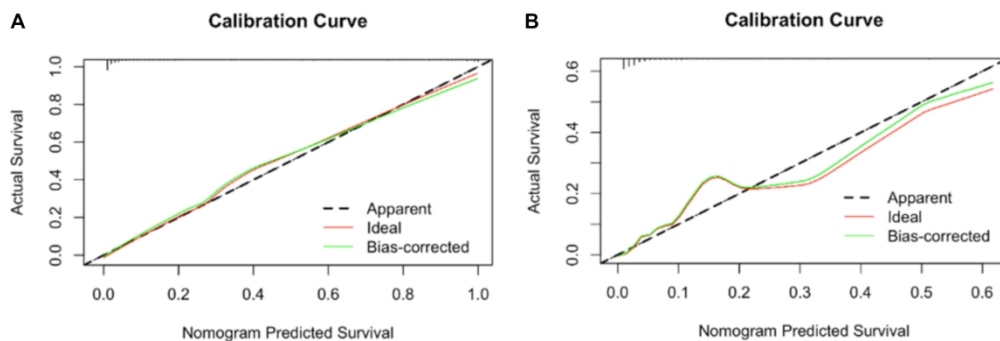 A
Calibration Curve
Actual Survival
0.0 0.2 0.4 0.6 0.8 1.0
Apparent
Ideal
Bias-corrected
0.0 0.2 0.4 0.6 0.8 1.0
Nomogram Predicted Survival
B
Calibration Curve
Actual Survival
0.0 0.2 0.4 0.6
Apparent
Ideal
Bias-corrected
0.0 0.1 0.2 0.3 0.4 0.5 0.6
Nomogram Predicted Survival